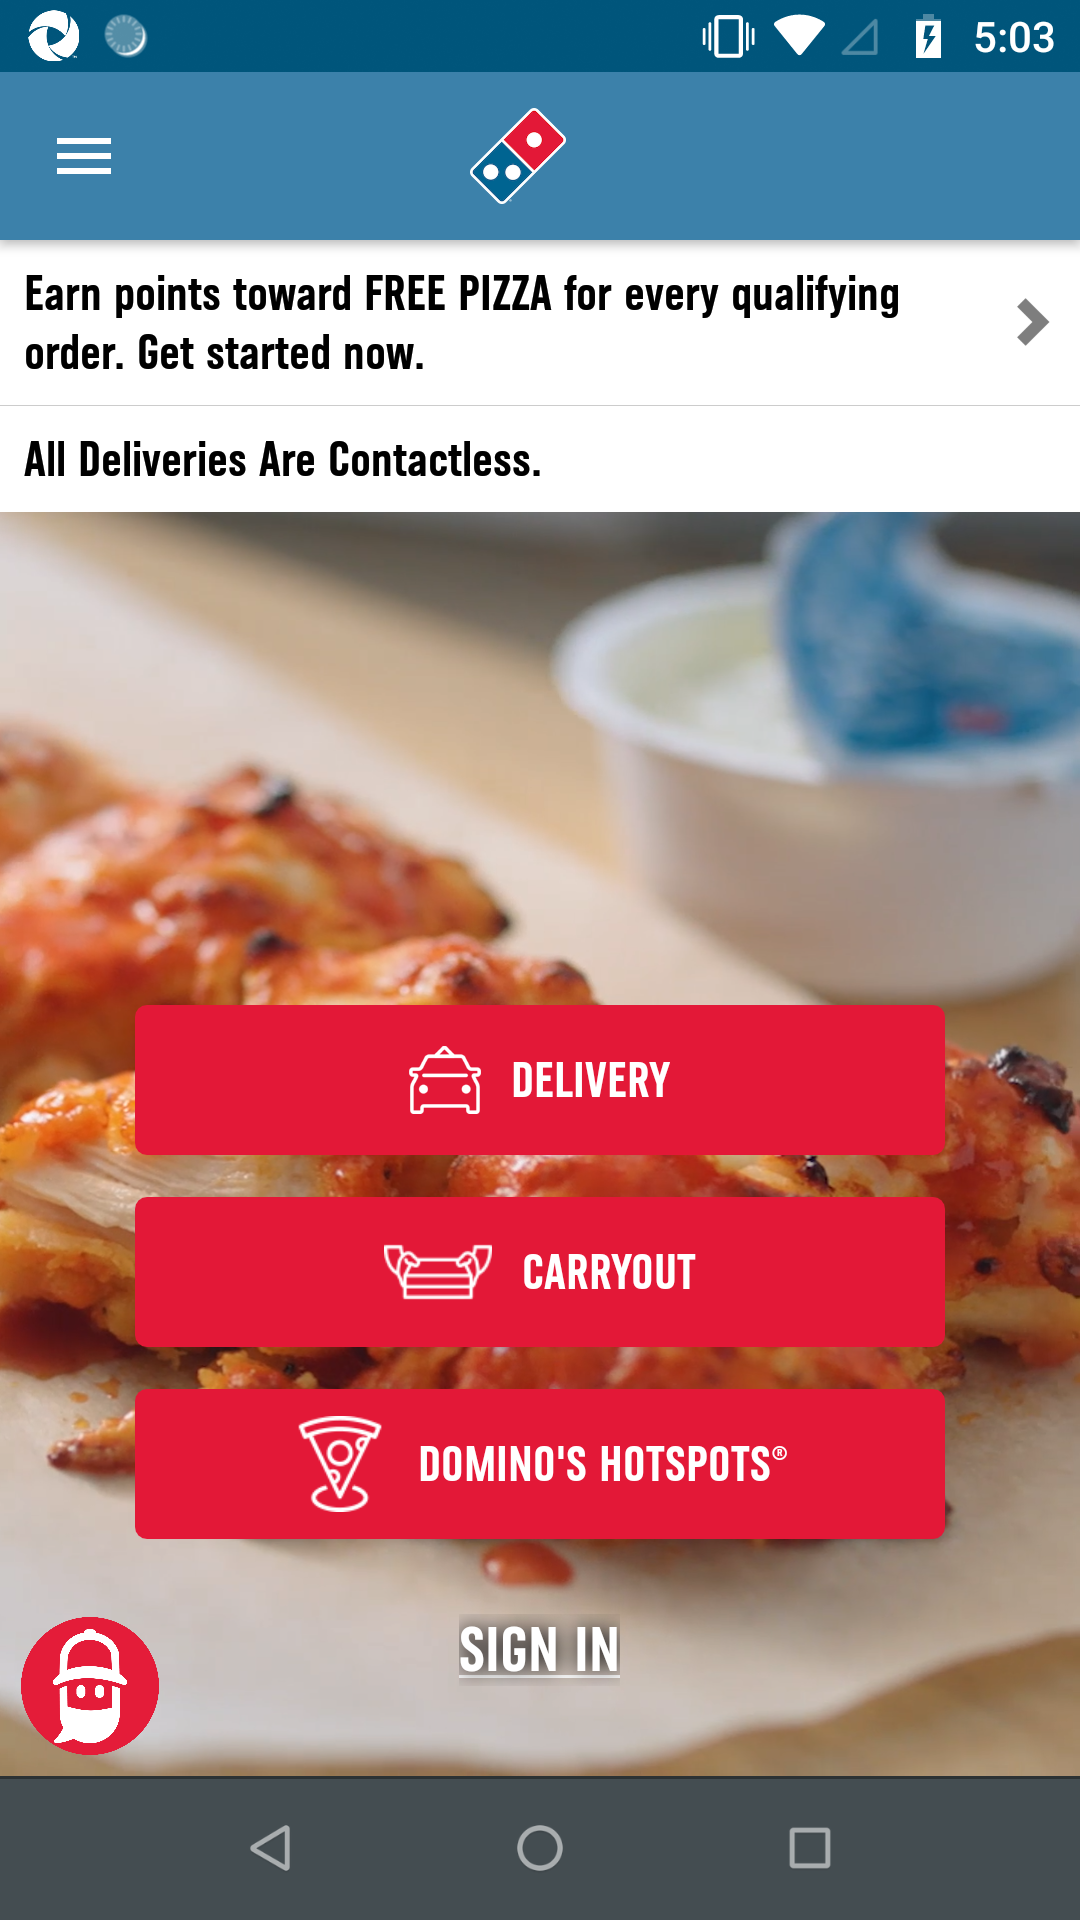 5:03
Earn points toward FREE PIZZA for every qualifying
order. Get started now.
All Deliveries Are Contactless.
DELIVERY
CARRYOUT
DOMINO'S HOTSPOTS®
SIGN IN